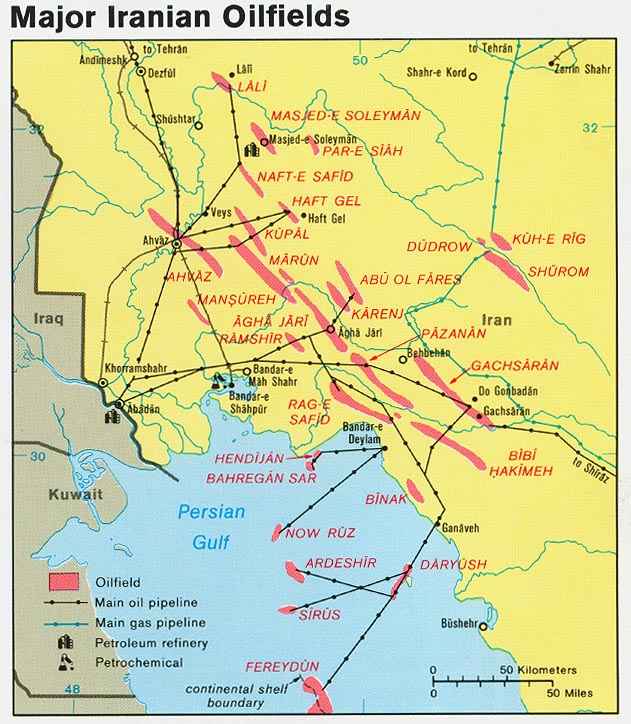 Major Iranian Oilfields
to Tehrān
50
to Tehrān
Andīmeshk
Dezfūl
Lālī
LĀLĪ
Shahr-e Kord
Zarrīn Shahr
MASJED-E SOLEYMĀN
Shūshtar
32
32
Masjed-e Soleymān
PAR-E SĪĀH
NAFT-E SAFĪD
Veys
HAFT GEL
Haft Gel
KŪPĀL
Ahvāz
MĀRŪN
DŪDROW
KŪH-E RĪG
SHŪROM
AHVĀZ
ABŪ OL FĀRES
MANṢŪREH
KĀRENJ
ĀGHĀ JĀRĪ
Iraq
Iran
RĀMSHĪR
Āghā Jārī
PĀZANĀN
Behbehān
Khorramshahr
GACHSĀRĀN
Bandar-e
Māh Shahr
Do Gonbadān
Ābādān
Bandar-e
Shāhpūr
RAG-E
SAFĪD
Gachsārān
Bandar-e
Deylam
BĪBĪ
ḤAKĪMEH
30
30
HENDĪJĀN
to Shīrāz
BAHREGĀN SAR
Kuwait
BĪNAK
Persian
Gulf
NOW RŪZ
Ganāveh
ARDESHĪR
DĀRYŪSH
Oilfield
Main oil pipeline
SĪRŪS
Main gas pipeline
Būshehr
Petroleum refinery
Petrochemical
FEREYDŪN
50 Kilometers
continental shelf
boundary
0
0
50 Miles
48